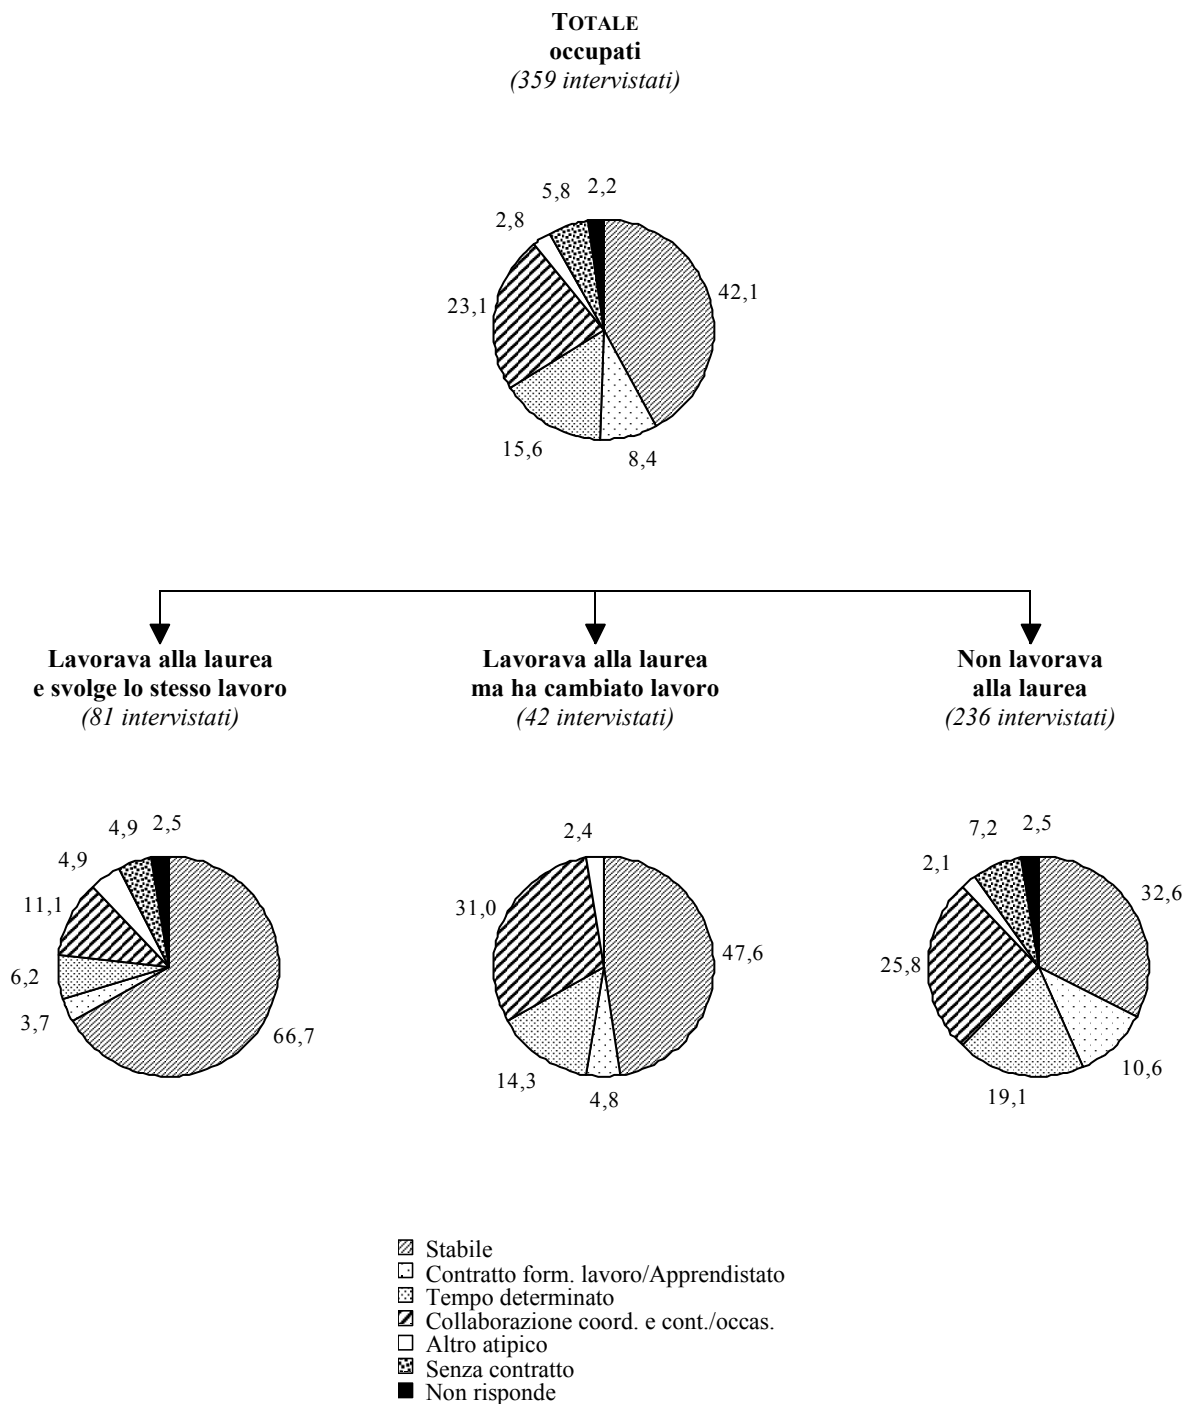 TOTALE
occupati
(359 intervistati)
5,8 2,2
2,8
42,1
23,1
15,6
8,4
Lavorava alla laurea
e svolge lo stesso lavoro
(81 intervistati)
Lavorava alla laurea
ma ha cambiato lavoro
(42 intervistati)
Non lavorava
alla laurea
(236 intervistati)
4,9 2,5
4,9
11,1
6,2
3,7
66,7
2,4
31,0
47,6
14,3
4,8
7,2 2,5
2,1
32,6
25,8
10,6
19,1
Stabile
Contratto form. lavoro/Apprendistato
Tempo determinato
Collaborazione coord. e cont./occas.
Altro atipico
Senza contratto
Non risponde